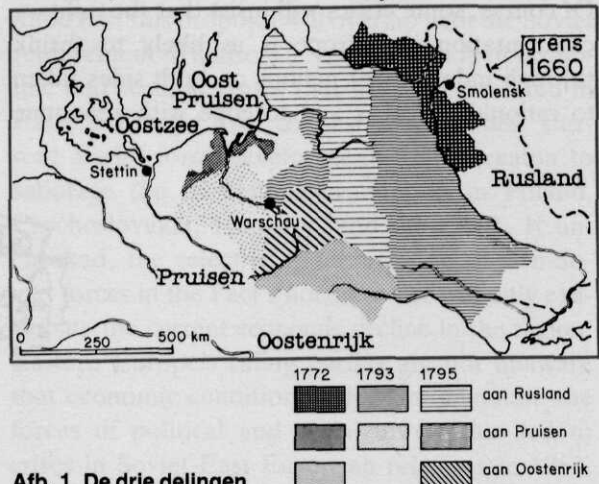 grens
1660
Oost
Pruisen
Smolensk
Oostzee
Rusland
Stettin
Warschau
Pruisen
Oostenrijk
0 250 500 km
1772 1793 1795
aan Rusland
aan Pruisen
aan Oostenrijk
Afb. 1 De drie delingen